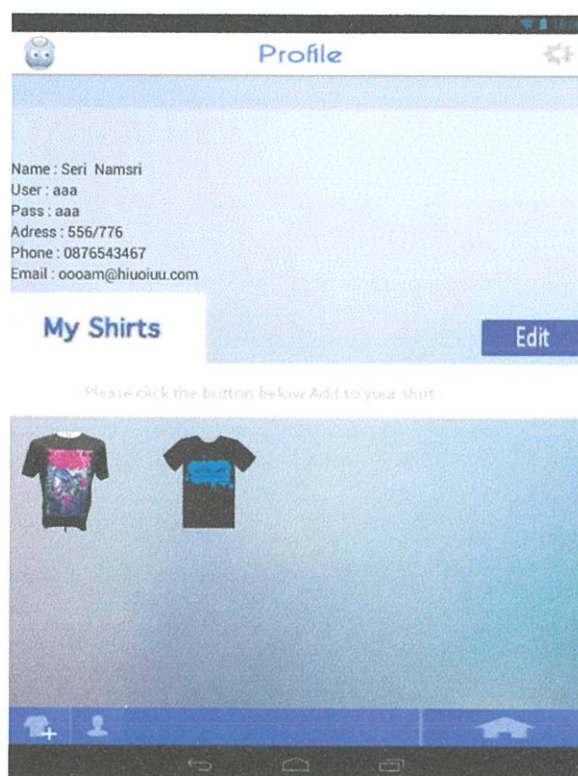 Profile
Name : Seri Namsri
User : aaa
Pass : aaa
Adress : 556/776
Phone : 0876543467
Email : oooam@hiuoiuu.com
My Shirts
Edit
- Please click the button below Add to your shirt -